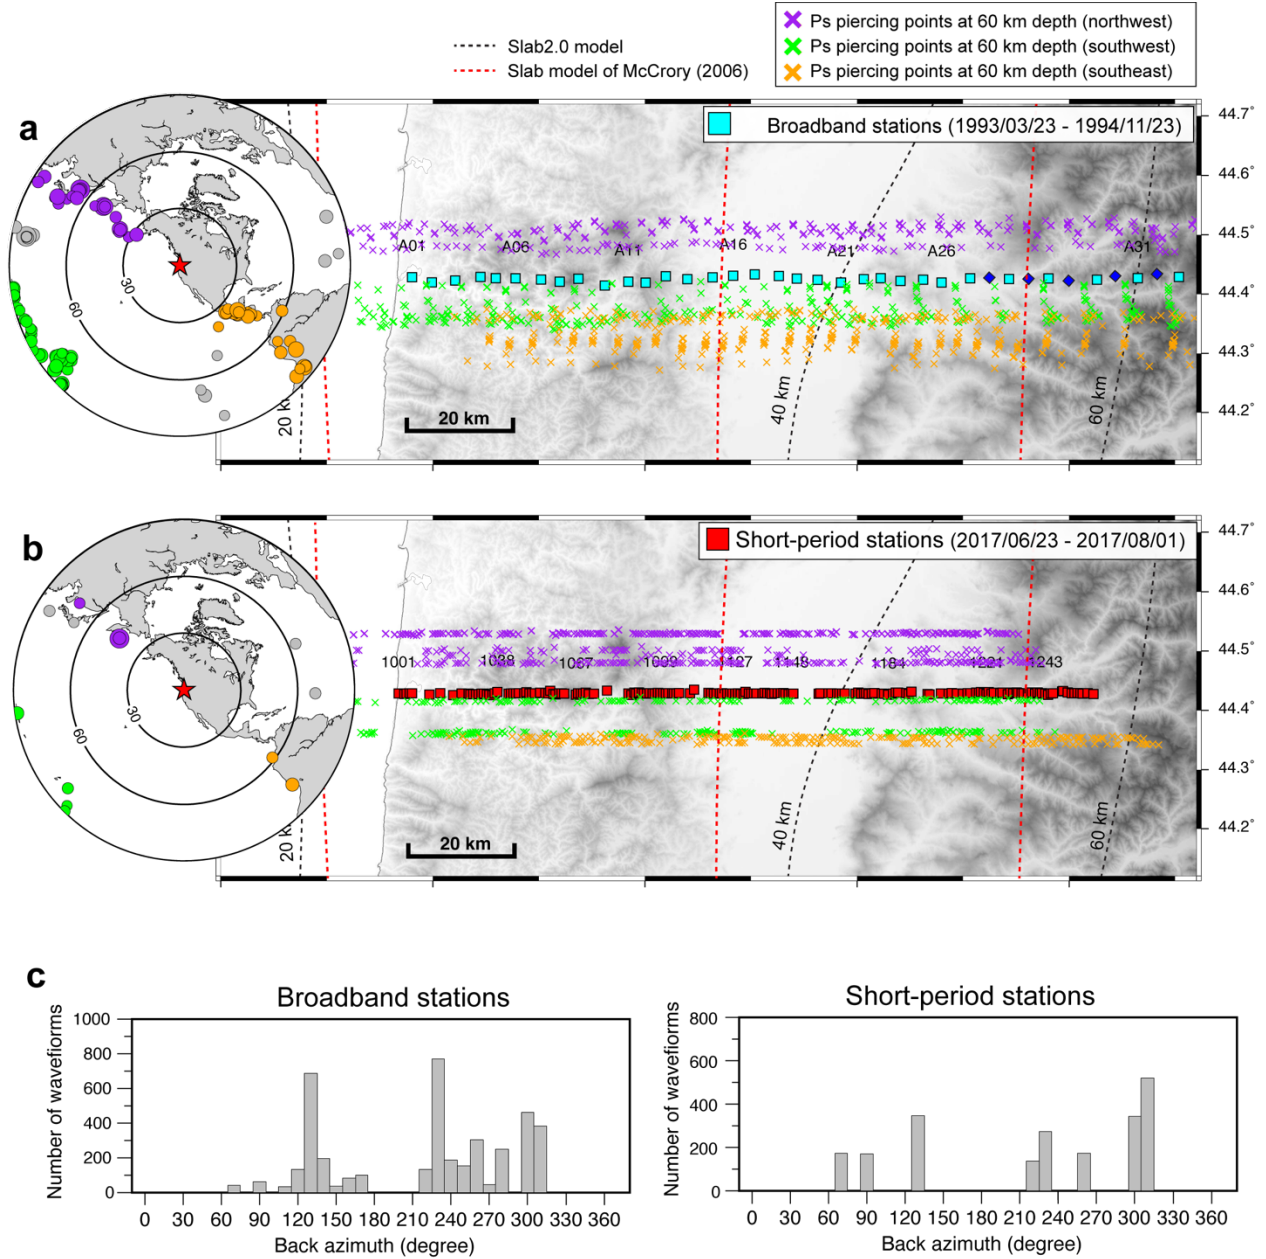 Slab2.0 model
Slab model of McCrory (2006)
Ps piercing points at 60 km depth (northwest)
Ps piercing points at 60 km depth (southwest)
Ps piercing points at 60 km depth (southeast)
a
Broadband stations (1993/03/23 - 1994/11/23)
44.7°
44.6°
44.5°
44.4°
44.3°
44.2°
A01 A06 A11 A16 A21 A26 A31
30
60
20 km
40 km
60 km
b
Short-period stations (2017/06/23 - 2017/08/01)
44.7°
44.6°
44.5°
44.4°
44.3°
44.2°
1001 1038 1099 1148 1184 1221 1243
30
60
20 km
40 km
60 km
c
Broadband stations
Number of wavefiorms
1000
800
600
400
200
0
0 30 60 90 120 150 180 210 240 270 300 330 360
Back azimuth (degree)
Short-period stations
Number of wavefiorms
800
600
400
200
0
0 30 60 90 120 150 180 210 240 270 300 330 360
Back azimuth (degree)